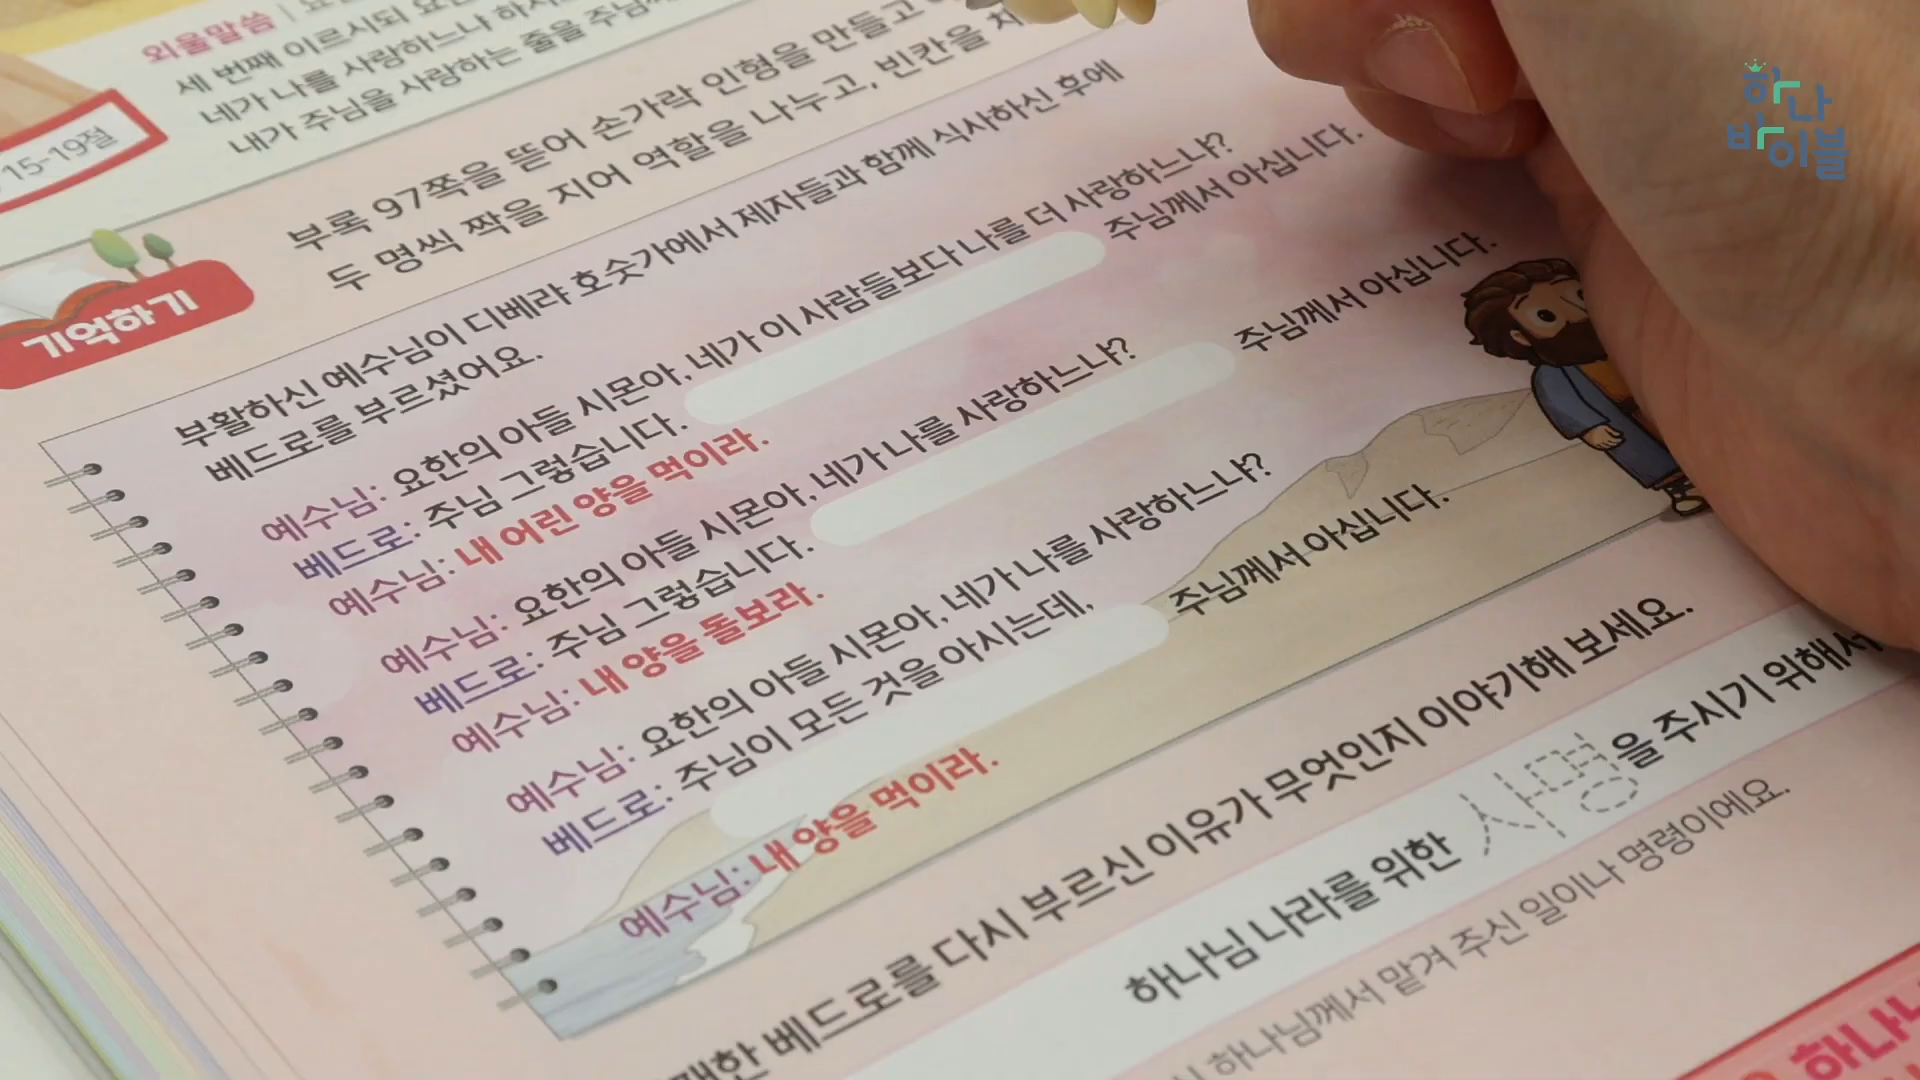 외울말씀
세 번째 이르시되
네가 나를 사랑하느냐
내가 주님을 사랑하는 줄을 주님께
15-19절
기억하기
부록 97쪽을 뜯어 손가락 인형을 만들고
두 명씩 짝을 지어 역할을 나누고, 빈칸을
부활하신 예수님이 디베랴 호숫가에서 제자들과 함께 식사하신 후에
베드로를 부르셨어요.
예수님: 요한의 아들 시몬아, 네가 이 사람들보다 나를 더 사랑하느냐?
베드로: 주님 그렇습니다. 주님께서 아십니다.
예수님: 내 어린 양을 먹이라.
예수님: 요한의 아들 시몬아, 네가 나를 사랑하느냐?
베드로: 주님 그렇습니다. 주님께서 아십니다.
예수님: 내 양을 돌보라.
예수님: 요한의 아들 시몬아, 네가 나를 사랑하느냐?
베드로: 주님이 모든 것을 아시는데, 주님께서 아십니다.
예수님: 내 양을 먹이라.
베드로를 다시 부르신 이유가 무엇인지 이야기해 보세요.
하나님 나라를 위한 사명을 주시기 위해서
하나님께서 맡겨 주신 일이나 명령이에요.
하나
하나
바이블